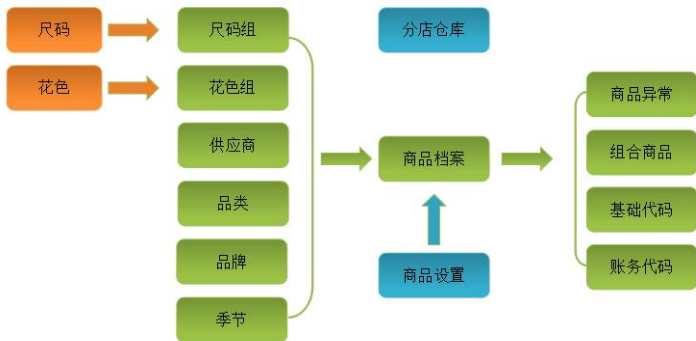 尺码
尺码组
分店仓库
花色
花色组
商品异常
供应商
商品档案
组合商品
品类
基础代码
品牌
商品设置
账务代码
季节